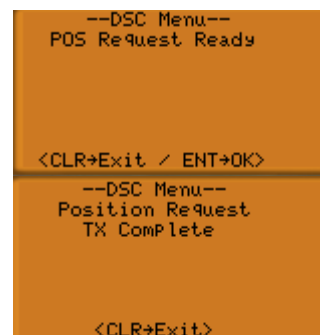 --DSC Menu--
POS Request Ready
<CLR→Exit / ENT→OK>
--DSC Menu--
Position Request
TX Complete
<CLR→Exit>